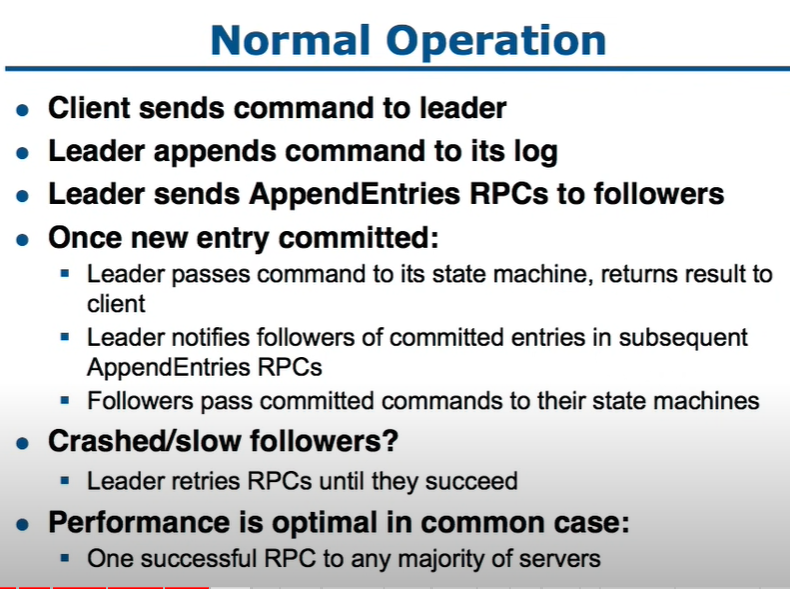 Normal Operation
Client sends command to leader
Leader appends command to its log
Leader sends AppendEntries RPCs to followers
Once new entry committed:
Leader passes command to its state machine, returns result to
client
Leader notifies followers of committed entries in subsequent
AppendEntries RPCs
Followers pass committed commands to their state machines
Crashed/slow followers?
Leader retries RPCs until they succeed
Performance is optimal in common case:
One successful RPC to any majority of servers